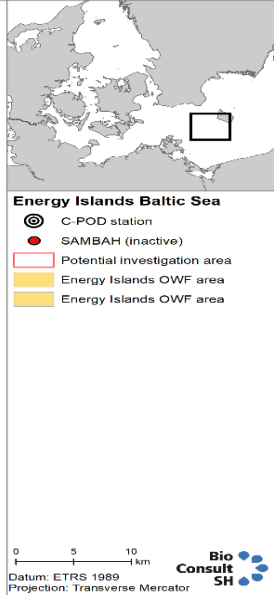 Energy Islands Baltic Sea
C-POD station
SAMBAH (inactive)
Potential investigation area
Energy Islands OWF area
Energy Islands OWF area
0 5 10
km
Bio
Consult
SH
Datum: ETRS 1989
Projection: Transverse Mercator